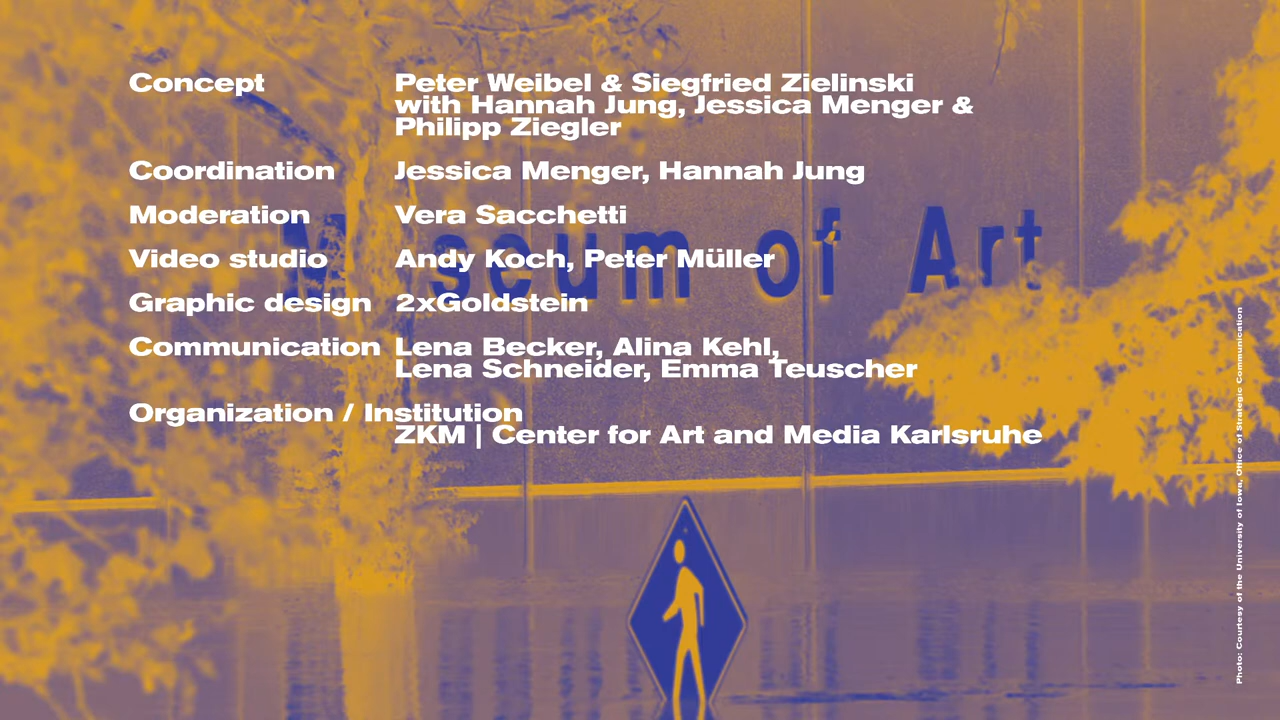 Concept Peter Weibel & Siegfried Zielinski
with Hannah Jung, Jessica Menger &
Philipp Ziegler
Coordination Jessica Menger, Hannah Jung
Moderation Vera Sacchetti
Video studio Andy Koch, Peter Müller
Graphic design 2xGoldstein
Communication Lena Becker, Alina Kehl,
Lena Schneider, Emma Teuscher
Organization / Institution
ZKM | Center for Art and Media Karlsruhe
Museum of Art
Photo: Courtesy of the University of Iowa, Office of Strategic Communication